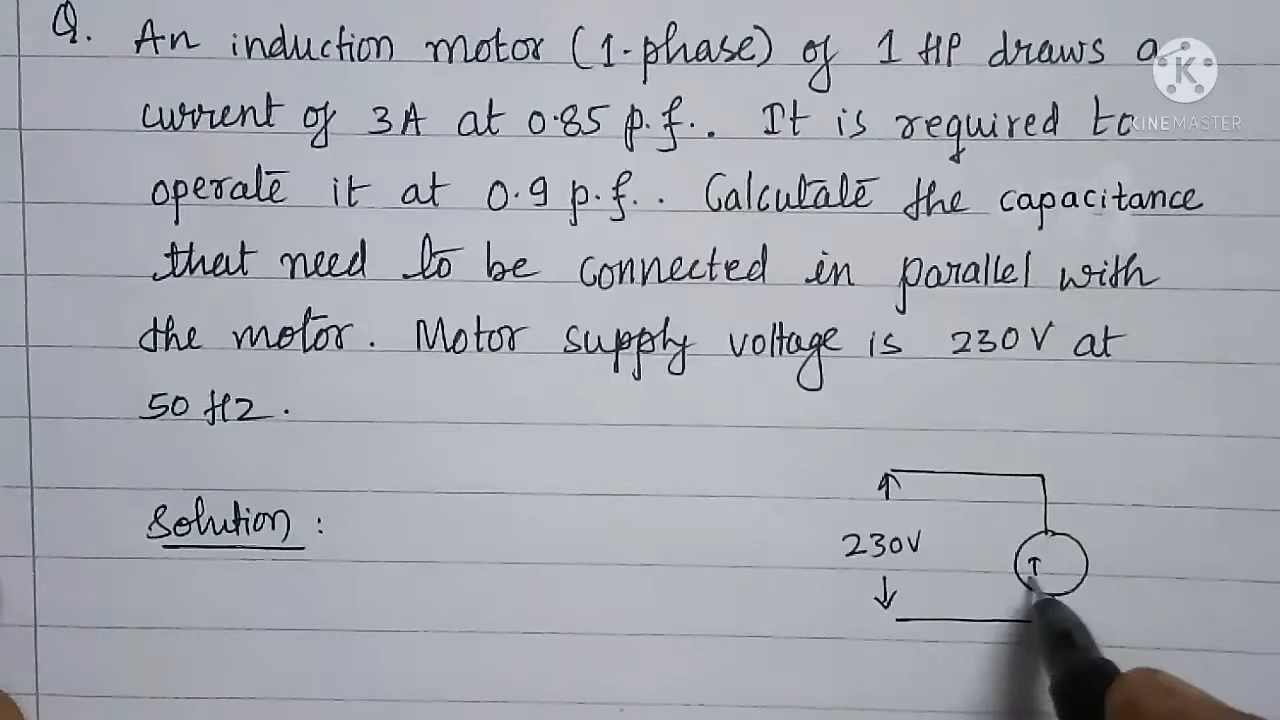 Q. An induction motor (1-phase) of 1 HP draws a
current of 3A at 0.85 p.f.. It is required to
operate it at 0.9 p.f.. Calculate the capacitance
that need to be connected in parallel with
the motor. Motor supply voltage is 230V at
50 Hz.
Solution :
230V
I
K
KINEMASTER